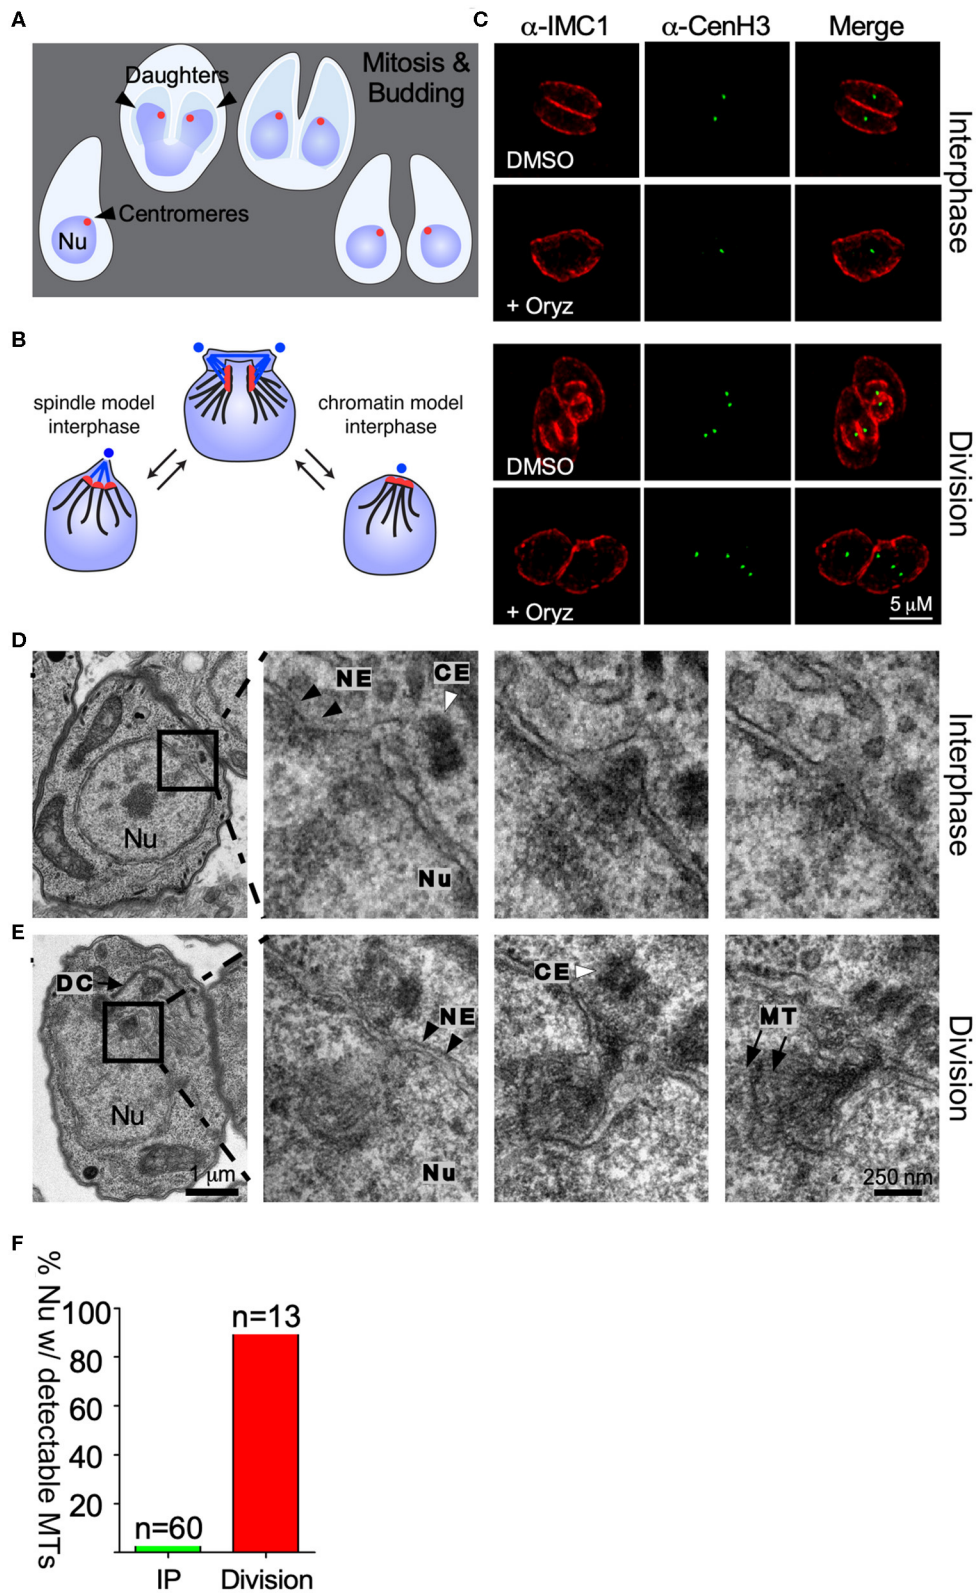 A
Mitosis &
Budding
Daughters
Centromeres
Nu
B
spindle model
interphase
chromatin model
interphase
C
α-IMC1
α-CenH3
Merge
DMSO
+ Oryz
Interphase
DMSO
+ Oryz
5 μM
Division
D
Nu
NE
CE
Nu
Interphase
E
DC
Nu
1 μm
NE
Nu
CE
MT
250 nm
Division
F
% Nu w/ detectable MTs
100
80
60
40
20
n=60
n=13
IP
Division